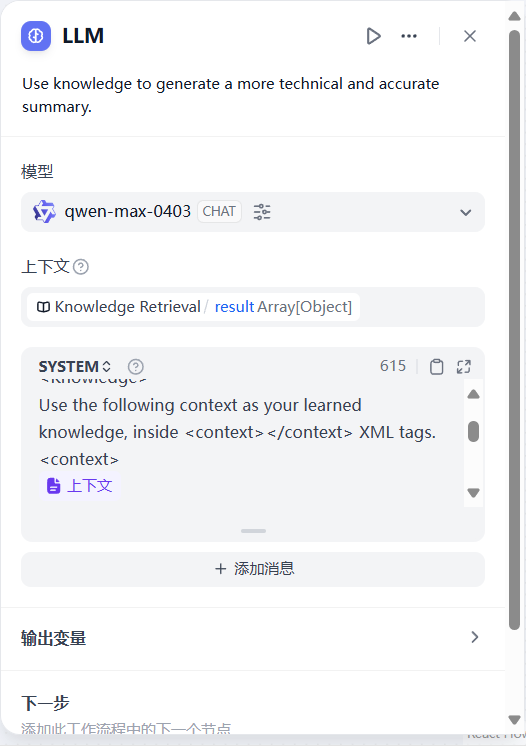 LLM
Use knowledge to generate a more technical and accurate
summary.
模型
qwen-max-0403 CHAT
上下文
Knowledge Retrieval / result Array[Object]
SYSTEM 615
<Knowledge>
Use the following context as your learned
knowledge, inside <context></context> XML tags.
<context>
上下文
+ 添加消息
输出变量
下一步
添加此工作流程中的下一个节点
React Flow